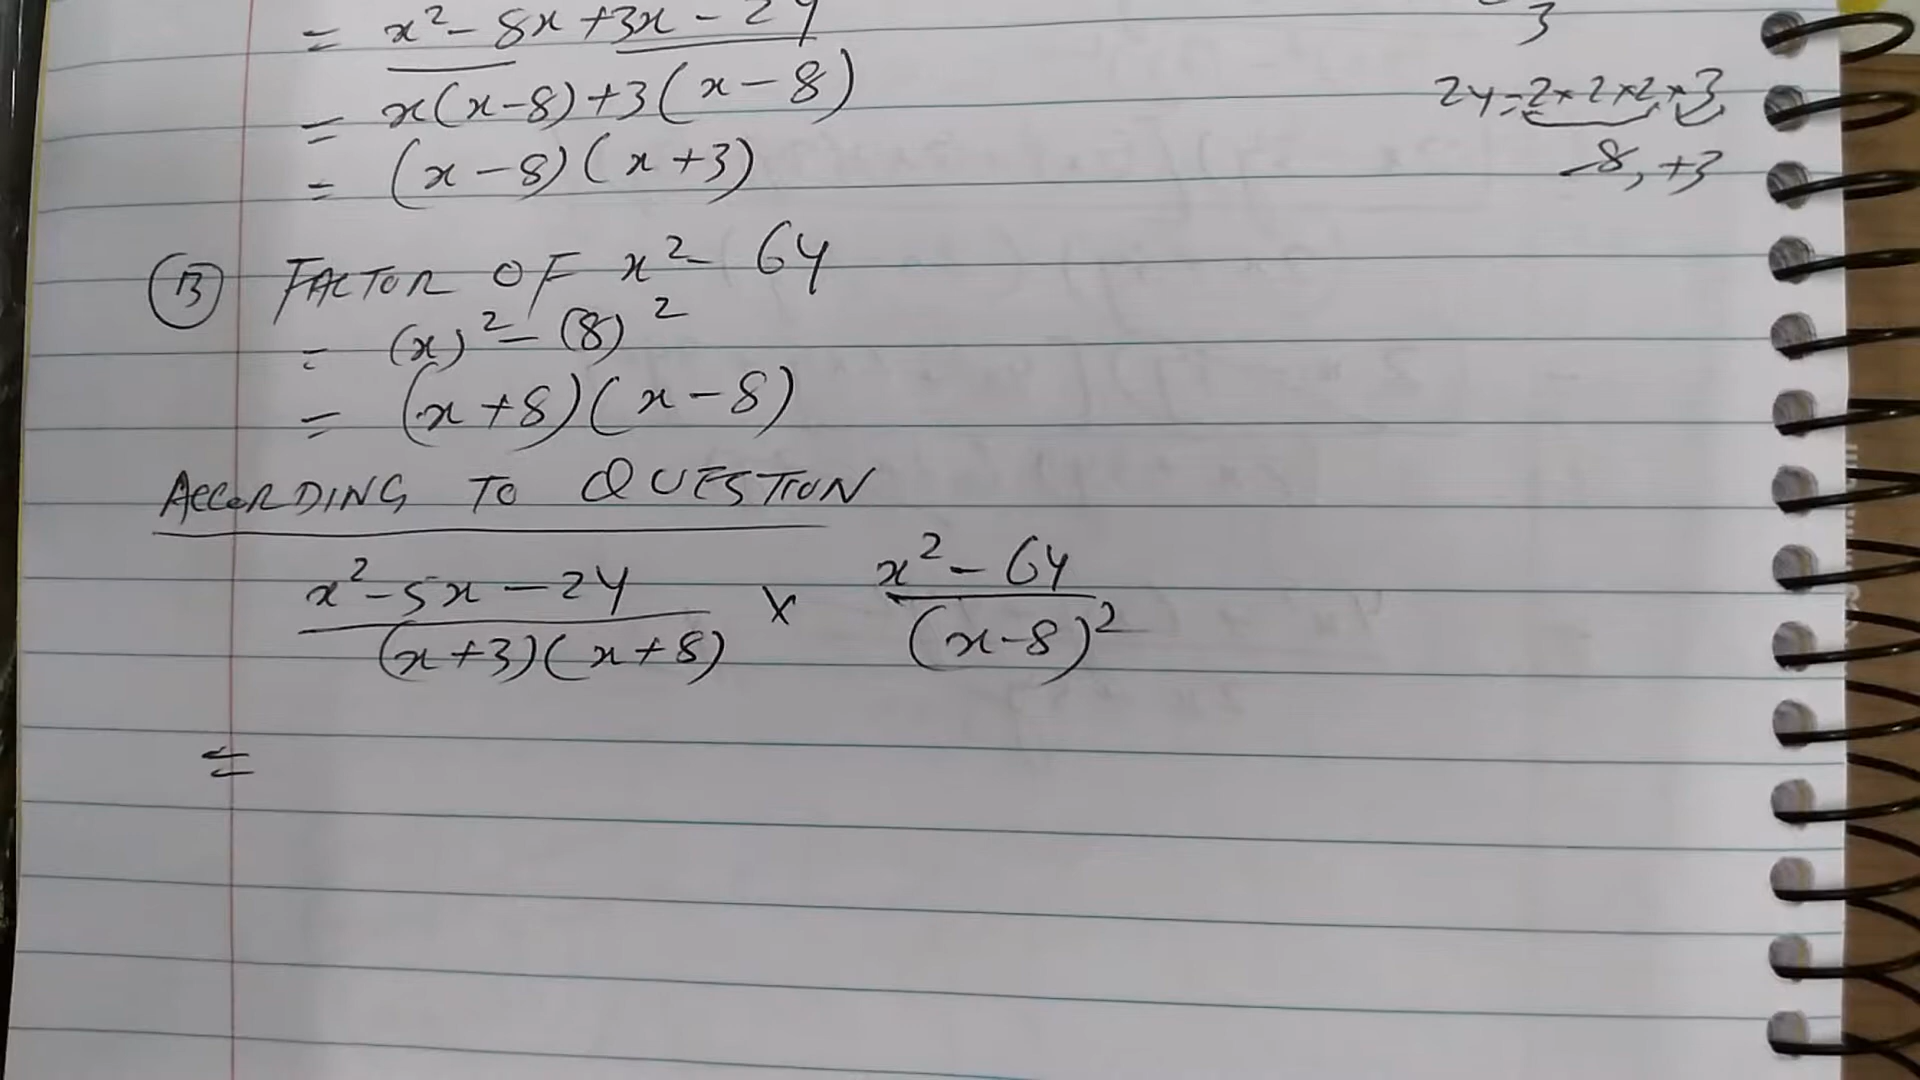 = x² - 8x + 3x - 24
3
= x(x-8)+3(x-8)
24=2×2×2×3
= (x-8)(x+3)
-8, +3
(B) FACTOR OF x² - 64
= (x)² - (8)²
= (x+8)(x-8)
ACCORDING TO QUESTION
x²-5x-24 / (x+3)(x+8) × x²-64 / (x-8)²
=